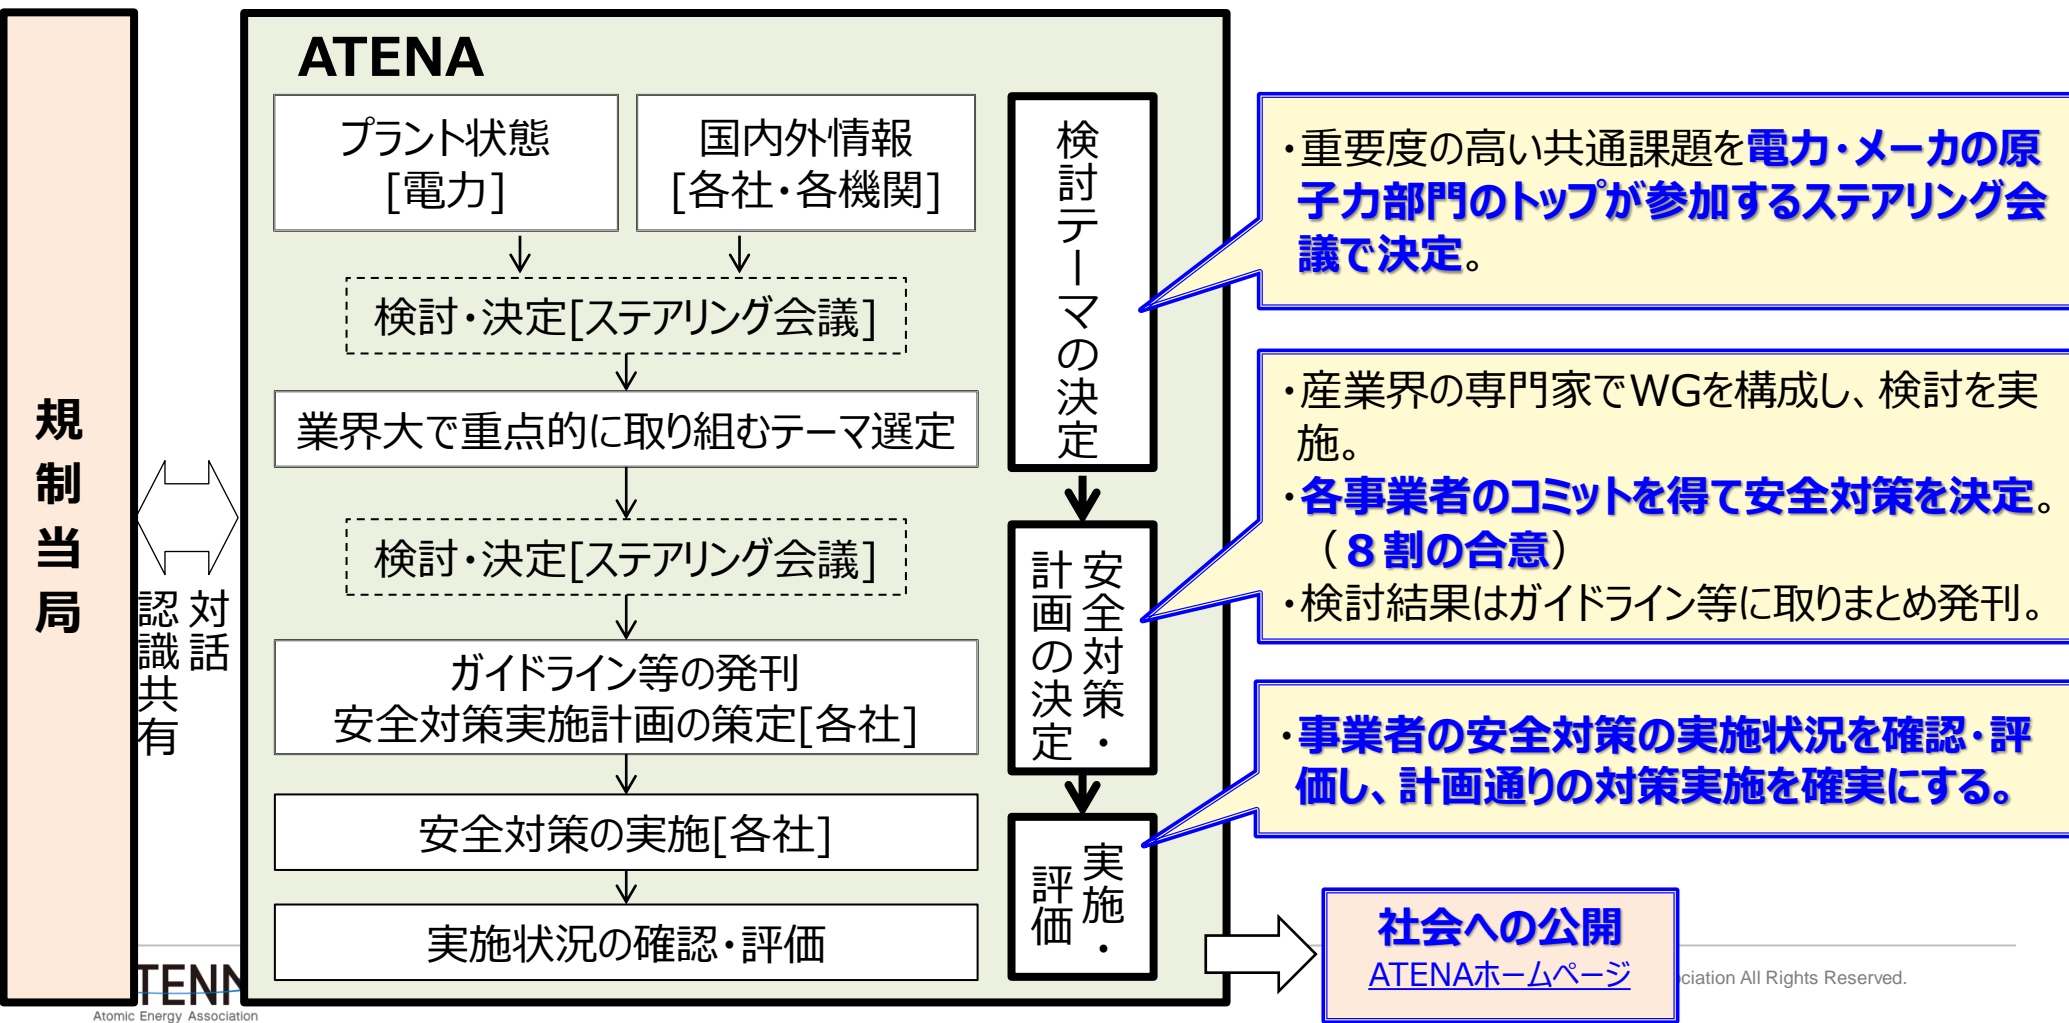 規制当局
対話
認識共有
ATENA
プラント状態
[電力]
国内外情報
[各社・各機関]
検討・決定[ステアリング会議]
業界大で重点的に取り組むテーマ選定
検討・決定[ステアリング会議]
ガイドライン等の発刊
安全対策実施計画の策定[各社]
安全対策の実施[各社]
実施状況の確認・評価
検討テーマの決定
安全対策・
計画の決定
実施・
評価
・重要度の高い共通課題を電力・メーカの原
子力部門のトップが参加するステアリング会
議で決定。
・産業界の専門家でWGを構成し、検討を実
施。
・各事業者のコミットを得て安全対策を決定。
（８割の合意）
・検討結果はガイドライン等に取りまとめ発刊。
・事業者の安全対策の実施状況を確認・評
価し、計画通りの対策実施を確実にする。
社会への公開
ATENAホームページ
Atomic Energy Association
All Rights Reserved.